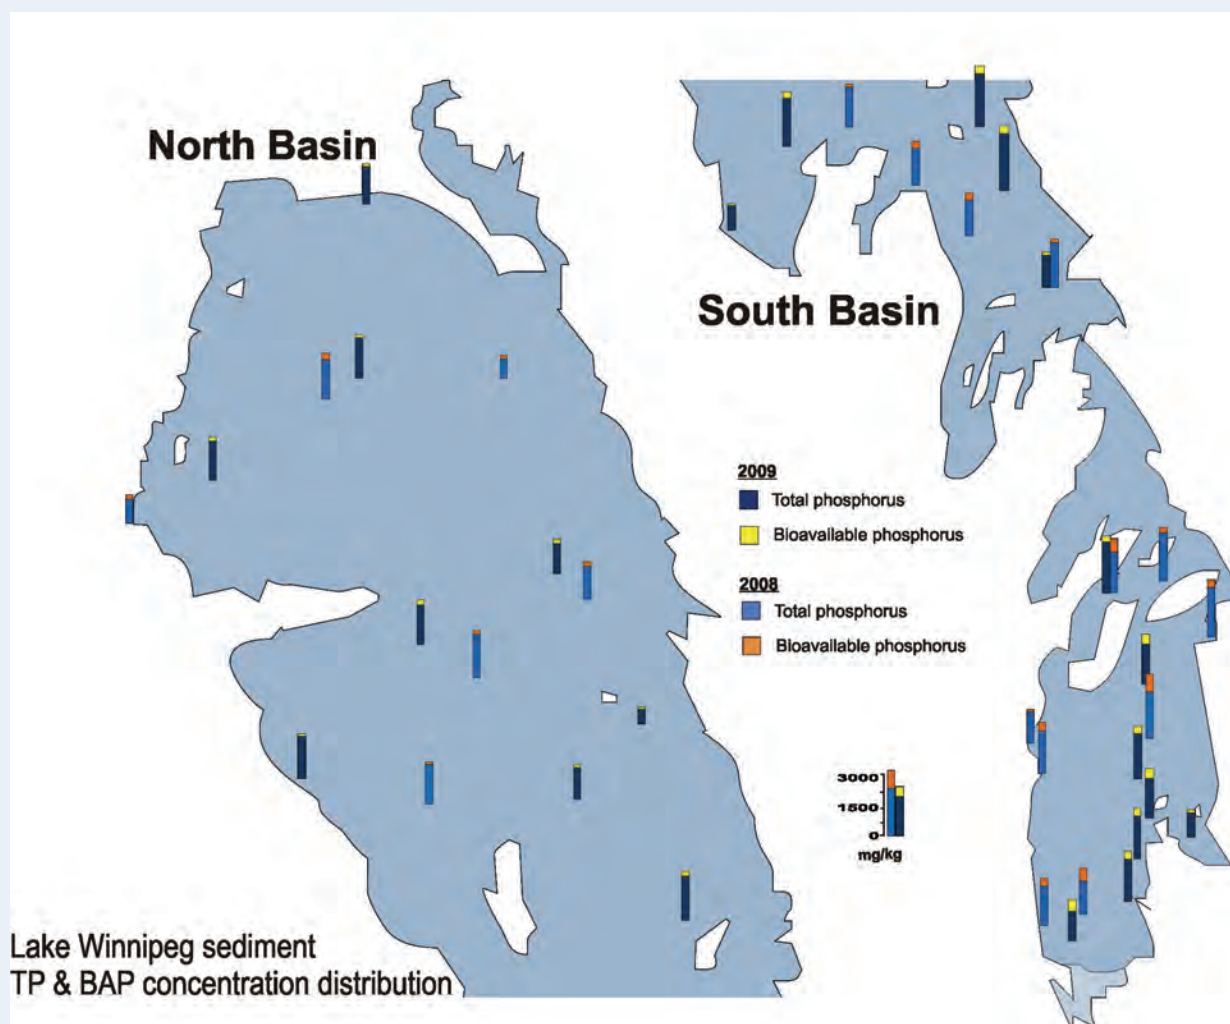 North Basin
South Basin
2009
Total phosphorus
Bioavailable phosphorus
2008
Total phosphorus
Bioavailable phosphorus
3000
1500
0
mg/kg
Lake Winnipeg sediment
TP & BAP concentration distribution